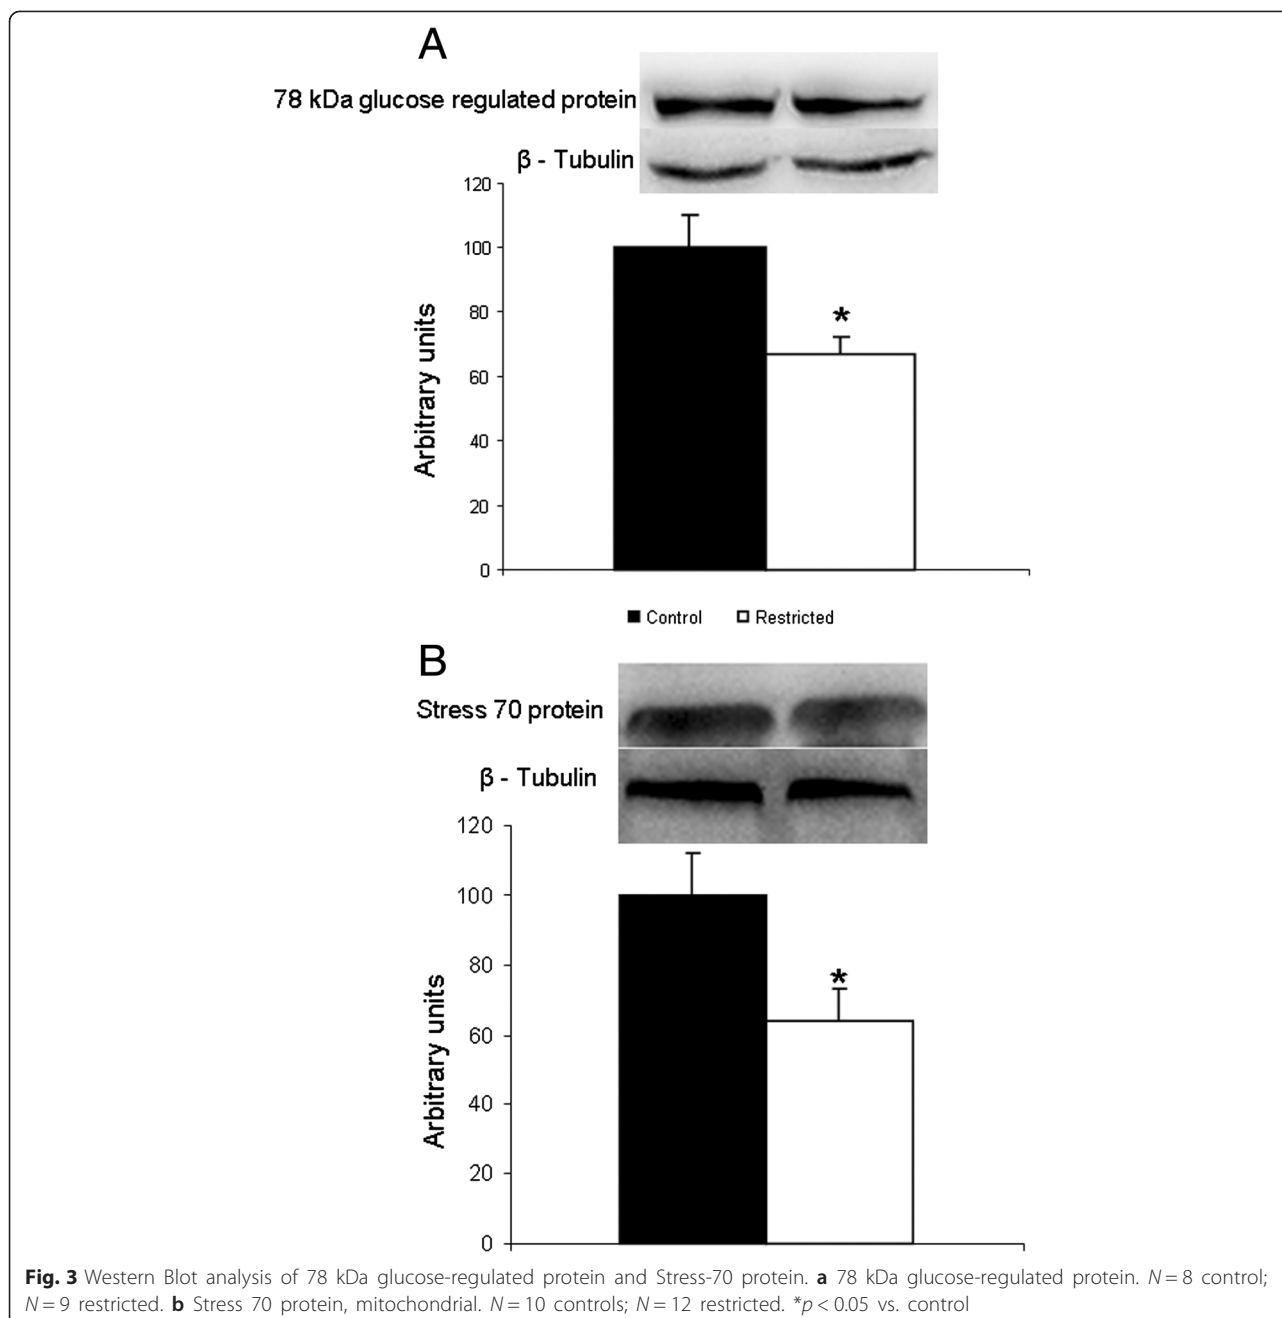 A
78 kDa glucose regulated protein
β - Tubulin
120
100
80
60
40
20
0
Arbitrary units
*
Control Restricted
B
Stress 70 protein
β - Tubulin
120
100
80
60
40
20
0
Arbitrary units
*
Fig. 3 Western Blot analysis of 78 kDa glucose-regulated protein and Stress-70 protein. a 78 kDa glucose-regulated protein. N = 8 control;
N = 9 restricted. b Stress 70 protein, mitochondrial. N = 10 controls; N = 12 restricted. *p < 0.05 vs. control